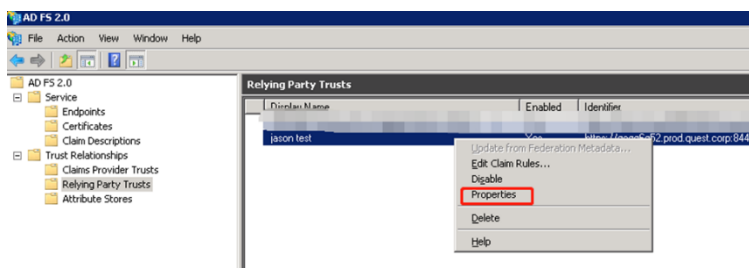 AD FS 2.0
File Action View Window Help
AD FS 2.0
Service
Endpoints
Certificates
Claim Descriptions
Trust Relationships
Claims Provider Trusts
Relying Party Trusts
Attribute Stores
Relying Party Trusts
Display Name Enabled Identifier
jason test Yes
Update from Federation Metadata...
Edit Claim Rules...
Disable
Properties
Delete
Help